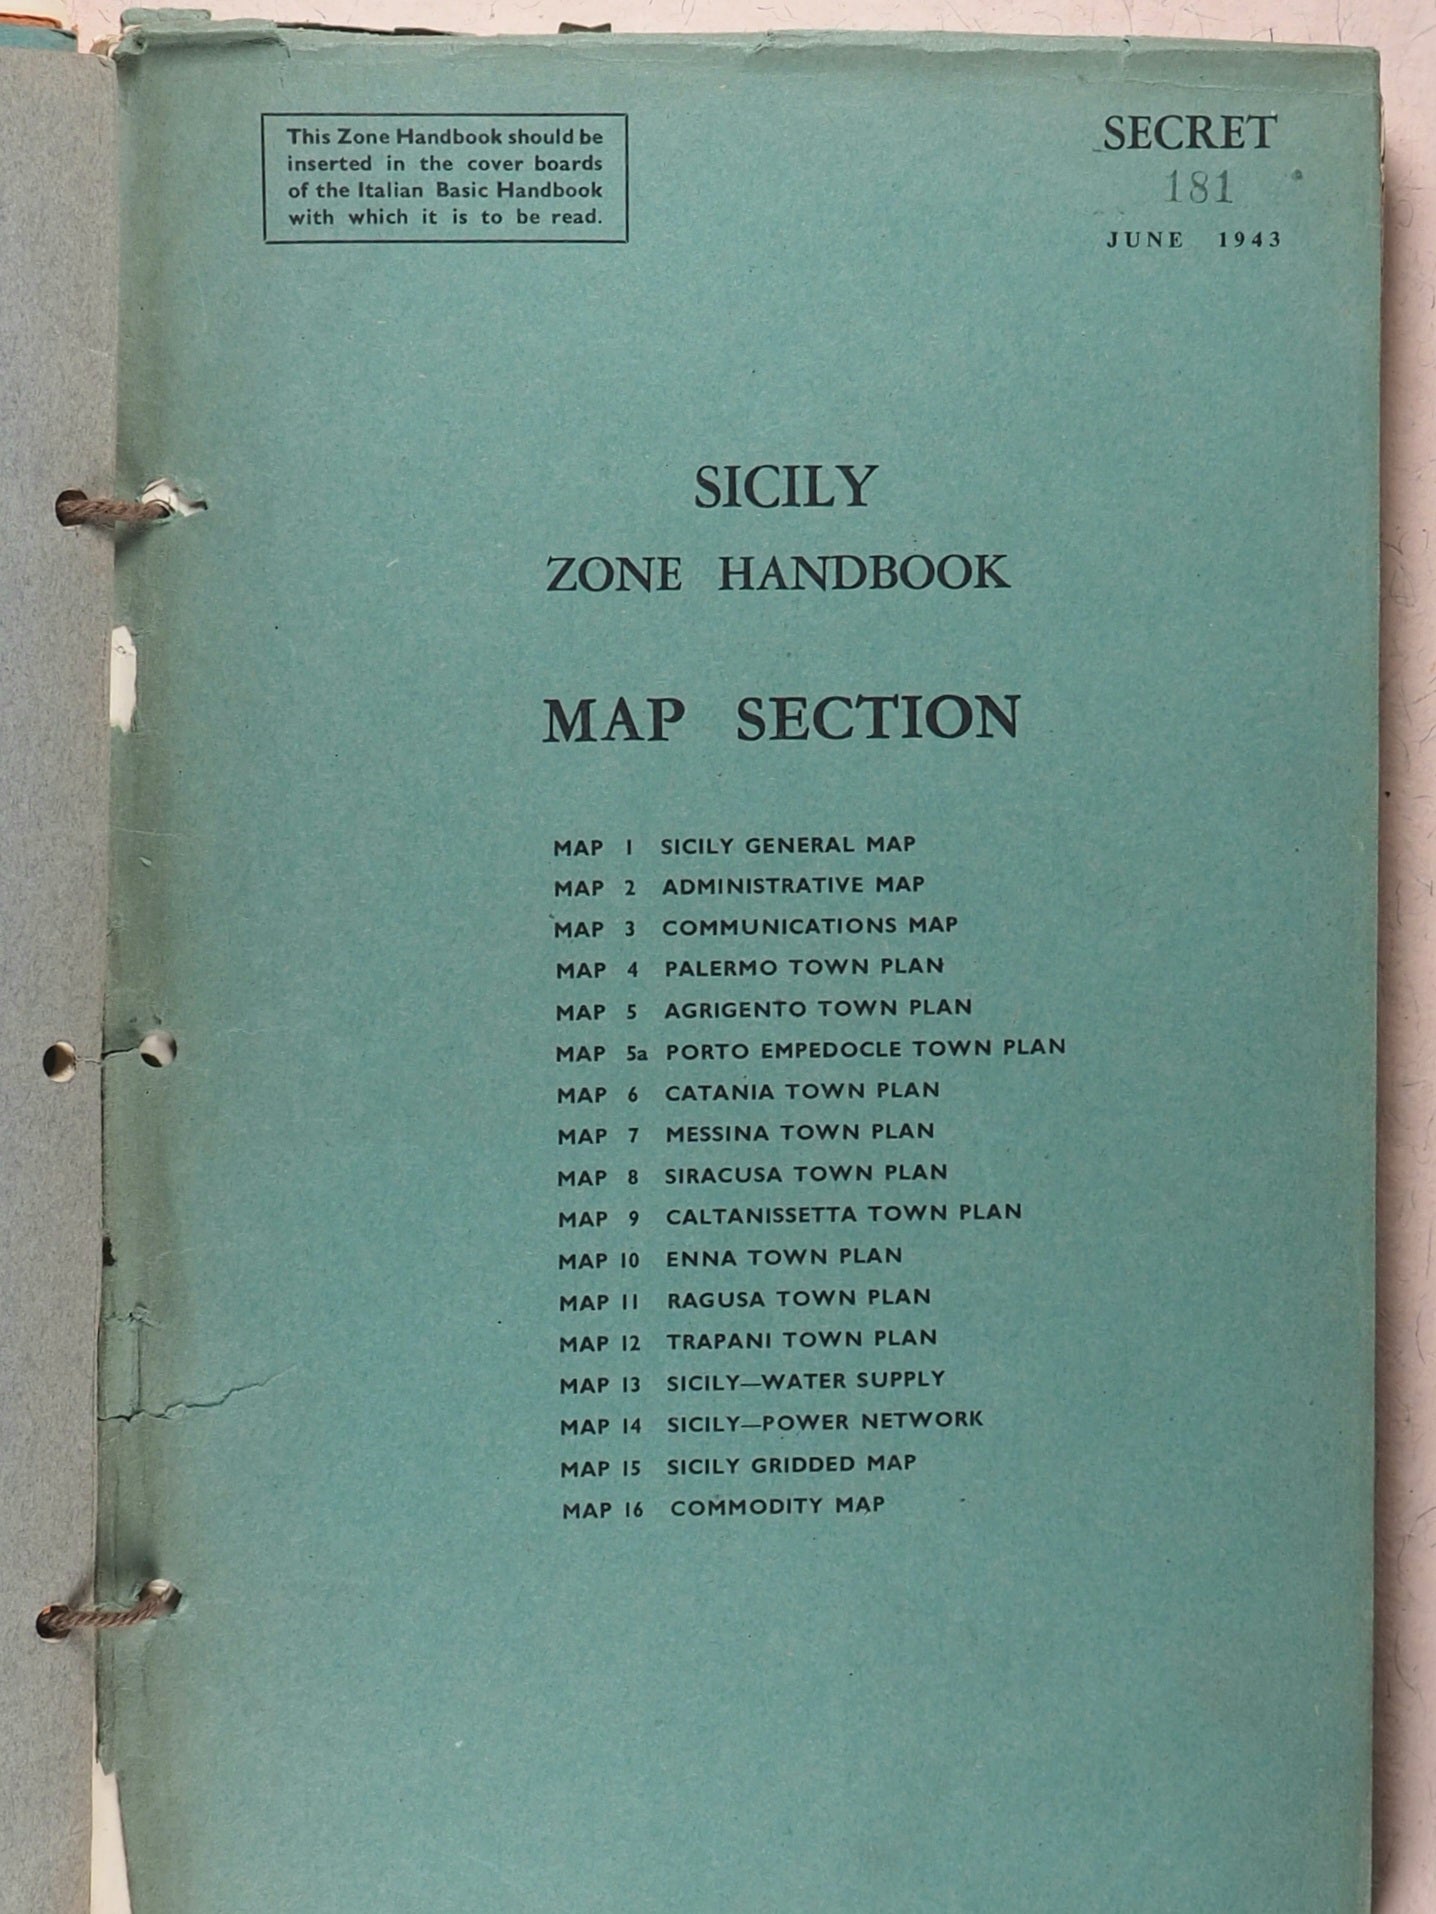 This Zone Handbook should be
inserted in the cover boards
of the Italian Basic Handbook
with which it is to be read.
SECRET
181
JUNE 1943
SICILY
ZONE HANDBOOK
MAP SECTION
MAP 1 SICILY GENERAL MAP
MAP 2 ADMINISTRATIVE MAP
MAP 3 COMMUNICATIONS MAP
MAP 4 PALERMO TOWN PLAN
MAP 5 AGRIGENTO TOWN PLAN
MAP 5a PORTO EMPEDOCLE TOWN PLAN
MAP 6 CATANIA TOWN PLAN
MAP 7 MESSINA TOWN PLAN
MAP 8 SIRACUSA TOWN PLAN
MAP 9 CALTANISSETTA TOWN PLAN
MAP 10 ENNA TOWN PLAN
MAP 11 RAGUSA TOWN PLAN
MAP 12 TRAPANI TOWN PLAN
MAP 13 SICILY—WATER SUPPLY
MAP 14 SICILY—POWER NETWORK
MAP 15 SICILY GRIDDED MAP
MAP 16 COMMODITY MAP